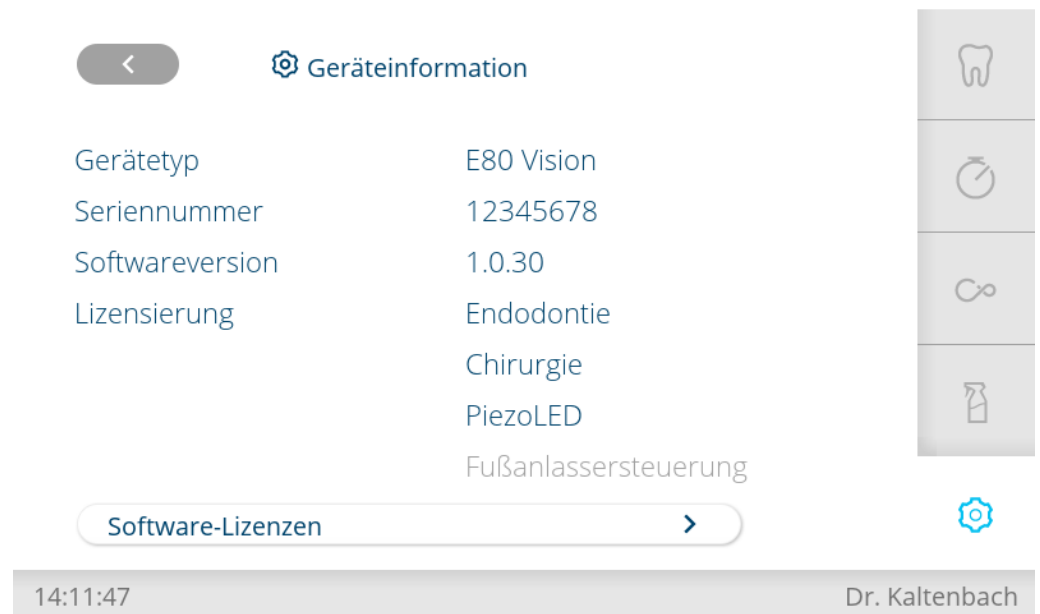 Geräteinformation
Gerätetyp E80 Vision
Seriennummer 12345678
Softwareversion 1.0.30
Lizensierung Endodontie
Chirurgie
PiezoLED
Fußanlassersteuerung
Software-Lizenzen
14:11:47 Dr. Kaltenbach